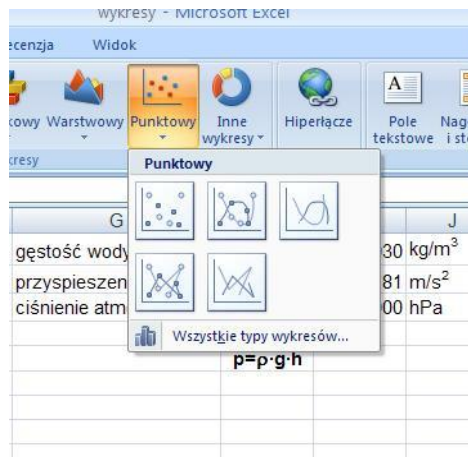 wykresy - Microsoft Excel
ecenzja Widok
kowy Warstwowy Punktowy Inne wykresy Hiperłącze A Pole tekstowe Nag i sto
kresy
Punktowy
G J
gęstość wody 30 kg/m³
przyspieszen 81 m/s²
ciśnienie atm 00 hPa
Wszystkie typy wykresów...
p=ρ·g·h